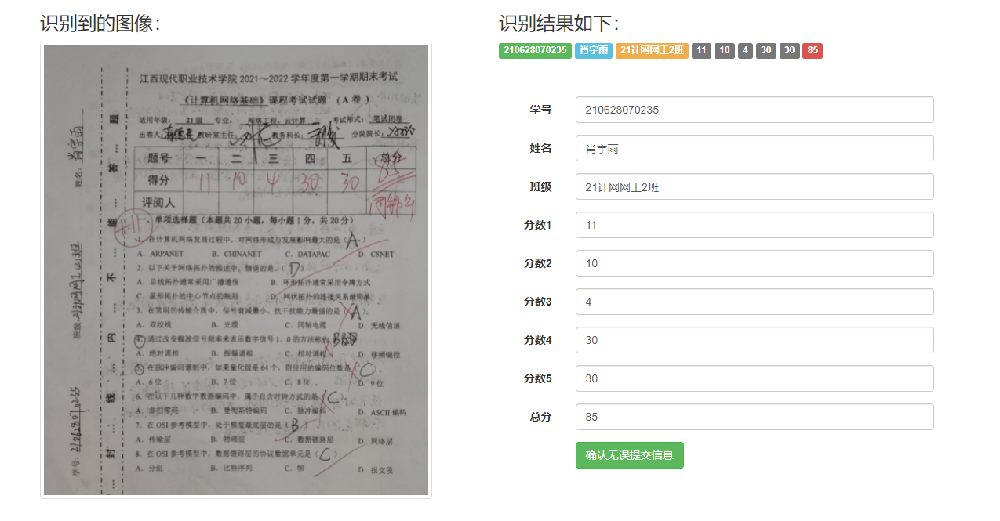 识别到的图像:
江西现代职业技术学院 2021～2022 学年度第一学期期末考试
《计算机网络基础》课程考试试题 （A 卷）
适用年级: 21 级 专业: 网络工程、云计算 考试形式: 笔试闭卷
出卷人: 教研室主任: 教务科长: 分院院长:
题号 一 二 三 四 五 总分
得分 11 10 4 30 30 85
评阅人
+11
一、单项选择题（本题共 20 小题，每小题 1 分，共 20 分）
1、在计算机网络发展过程中，对网络形成与发展影响最大的是（ A ）。
A．ARPANET B．CHINANET C．DATAPAC D．CSNET
2．以下关于网络拓扑的描述中，错误的是。（ D ）
A．总线拓扑通常采用广播通信 B．环形拓扑通常采用令牌方式
C．星形拓扑的中心节点的瓶颈 D．网状拓扑的连接关系最简单
3．在常用的传输介质中，信号衰减最小、抗干扰能力最强的是（ A ）。
A．双绞线 B．光缆 C．同轴电缆 D．无线信道
4．通过改变载波信号频率来表示数字信号 1、0 的方法称为
A．绝对调相 B．振幅调相 C．相对调相 D．移频键控
5．在脉冲编码调制中，如果量化级是 64 个，则使用的编码位数是（ C ）。
A．6 位 B．7 位 C．8 位 D．9 位
6．在以下几种数字数据编码中，属于自含时钟方式的是（ C ）。
A．非归零码 B．曼彻斯特编码 C．脉冲编码 D．ASCII 编码
7．在 OSI 参考模型中，处于模型最底层的是（ B ）
A．传输层 B．物理层 C．数据链路层 D．网络层
8．在 OSI 参考模型中，数据链路层的协议数据单元是（ C ）
A．分组 B．比特序列 C．帧 D．报文段
姓名: 肖宇雨
班级: 21计网网工(2)班
学号: 210628070235
答 题
不 能
线 内
封
识别结果如下:
210628070235 肖宇雨 21计网网工2班 11 10 4 30 30 85
学号 210628070235
姓名 肖宇雨
班级 21计网网工2班
分数1 11
分数2 10
分数3 4
分数4 30
分数5 30
总分 85
确认无误提交信息